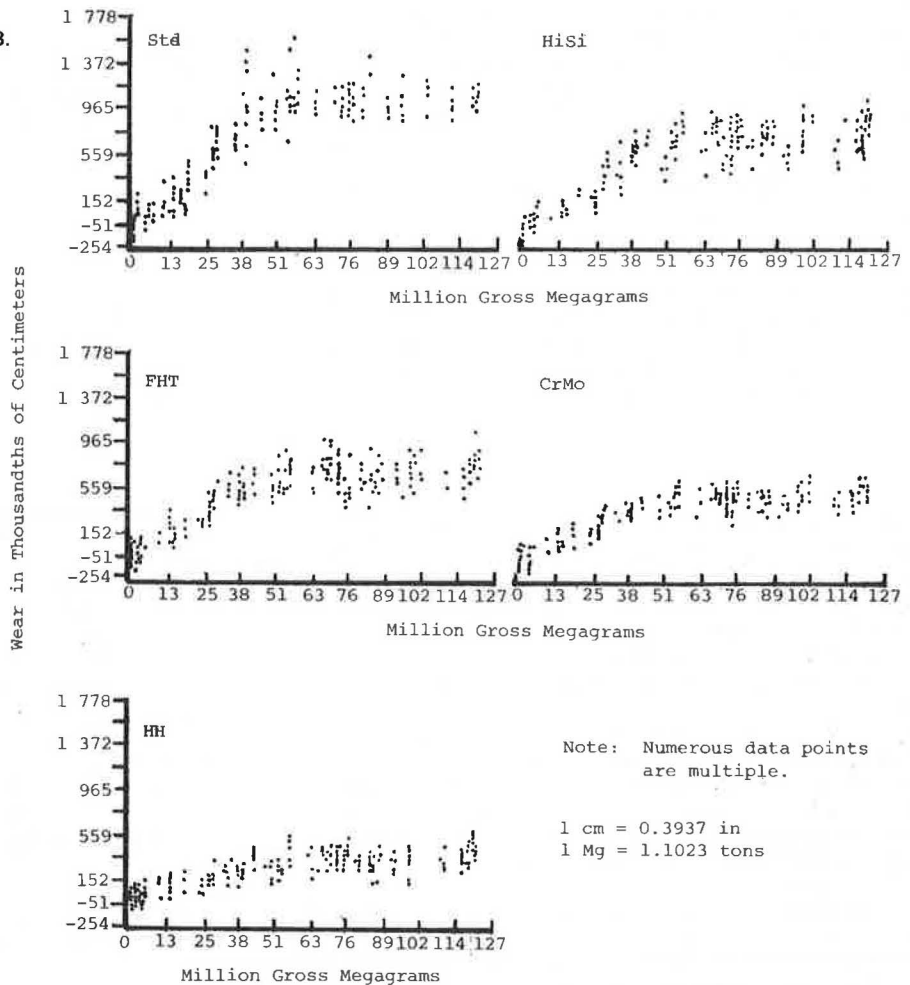 3.
Wear in Thousandths of Centimeters
Std
1 778
1 372
965
559
152
-51
-254
0 13 25 38 51 63 76 89 102 114 127
HiSi
0 13 25 38 51 63 76 89 102 114 127
Million Gross Megagrams
FHT
1 778
1 372
965
559
152
-51
-254
0 13 25 38 51 63 76 89 102 114 127
CrMo
0 13 25 38 51 63 76 89 102 114 127
Million Gross Megagrams
HH
1 778
1 372
965
559
152
-51
-254
0 13 25 38 51 63 76 89 102 114 127
Million Gross Megagrams
Note: Numerous data points
are multiple.
1 cm = 0.3937 in
1 Mg = 1.1023 tons